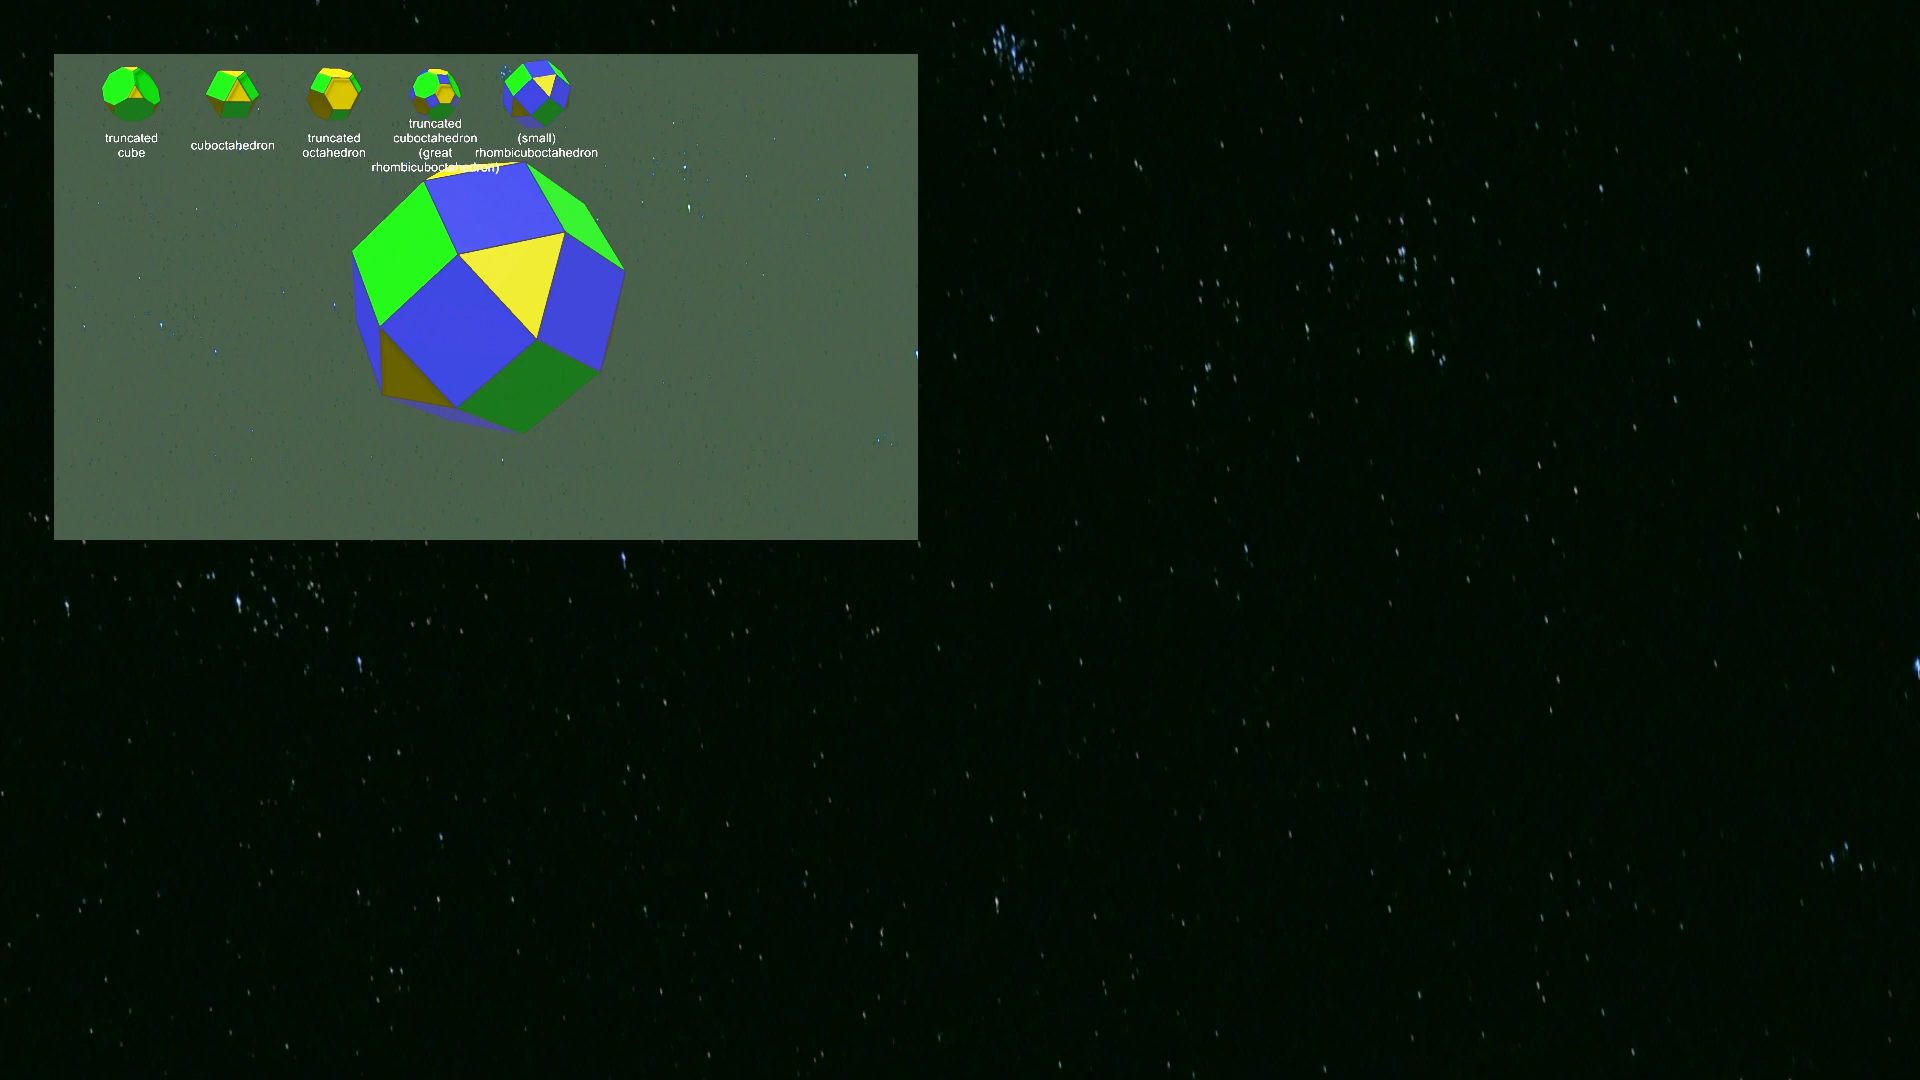 truncated
cube
cuboctahedron
truncated
octahedron
truncated
cuboctahedron
(great
rhombicuboctahedron)
(small)
rhombicuboctahedron